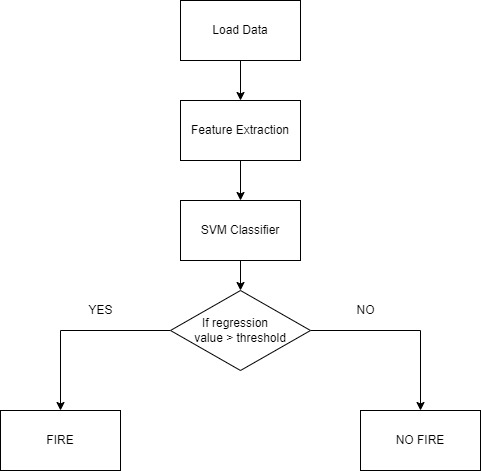 Load Data
Feature Extraction
SVM Classifier
YES
NO
If regression
value > threshold
FIRE
NO FIRE